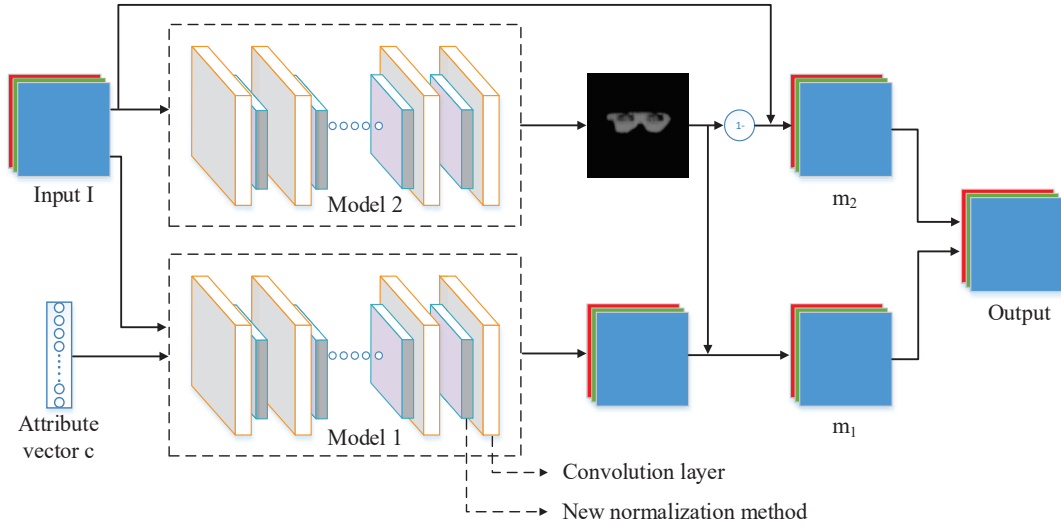 Input I
Model 2
1-
m₂
Output
Attribute
vector c
Model 1
m₁
Convolution layer
New normalization method